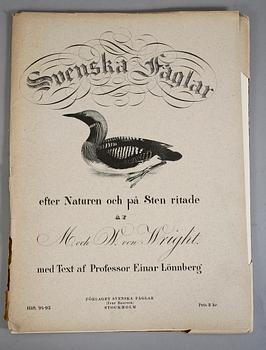 Svenska Fåglar
efter Naturen och på Sten ritade
af
M. och W. von Wright.
med Text af Professor Einar Lönnberg
FÖRLAGET SVENSKA FÅGLAR
STOCKHOLM
Pris 3 kr.